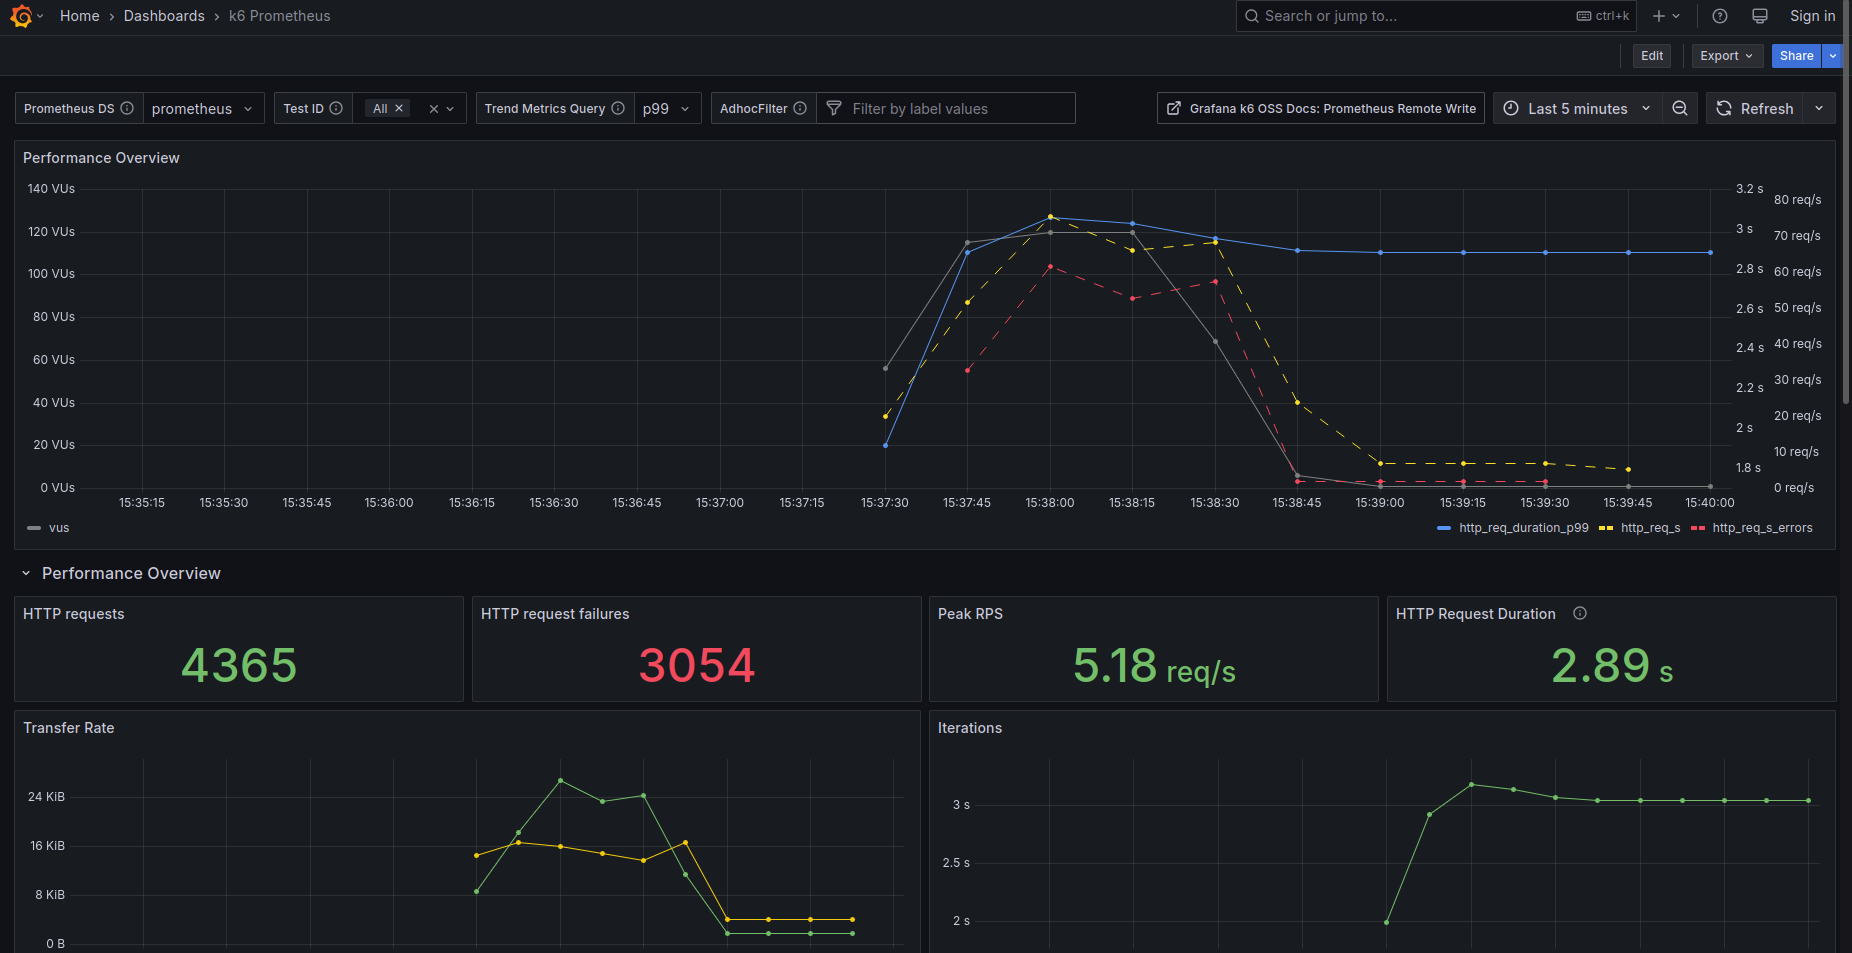 Home › Dashboards › k6 Prometheus
Search or jump to...
ctrl+k
Sign in
Edit
Export
Share
Prometheus DS
prometheus
Test ID
All
Trend Metrics Query
p99
AdhocFilter
Filter by label values
Grafana k6 OSS Docs: Prometheus Remote Write
Last 5 minutes
Refresh
Performance Overview
140 VUs
120 VUs
100 VUs
80 VUs
60 VUs
40 VUs
20 VUs
0 VUs
3.2 s
3 s
2.8 s
2.6 s
2.4 s
2.2 s
2 s
1.8 s
80 req/s
70 req/s
60 req/s
50 req/s
40 req/s
30 req/s
20 req/s
10 req/s
0 req/s
15:35:15 15:35:30 15:35:45 15:36:00 15:36:15 15:36:30 15:36:45 15:37:00 15:37:15 15:37:30 15:37:45 15:38:00 15:38:15 15:38:30 15:38:45 15:39:00 15:39:15 15:39:30 15:39:45 15:40:00
vus
http_req_duration_p99
http_req_s
http_req_s_errors
Performance Overview
HTTP requests
4365
HTTP request failures
3054
Peak RPS
5.18 req/s
HTTP Request Duration
2.89 s
Transfer Rate
24 KiB
16 KiB
8 KiB
0 B
Iterations
3 s
2.5 s
2 s